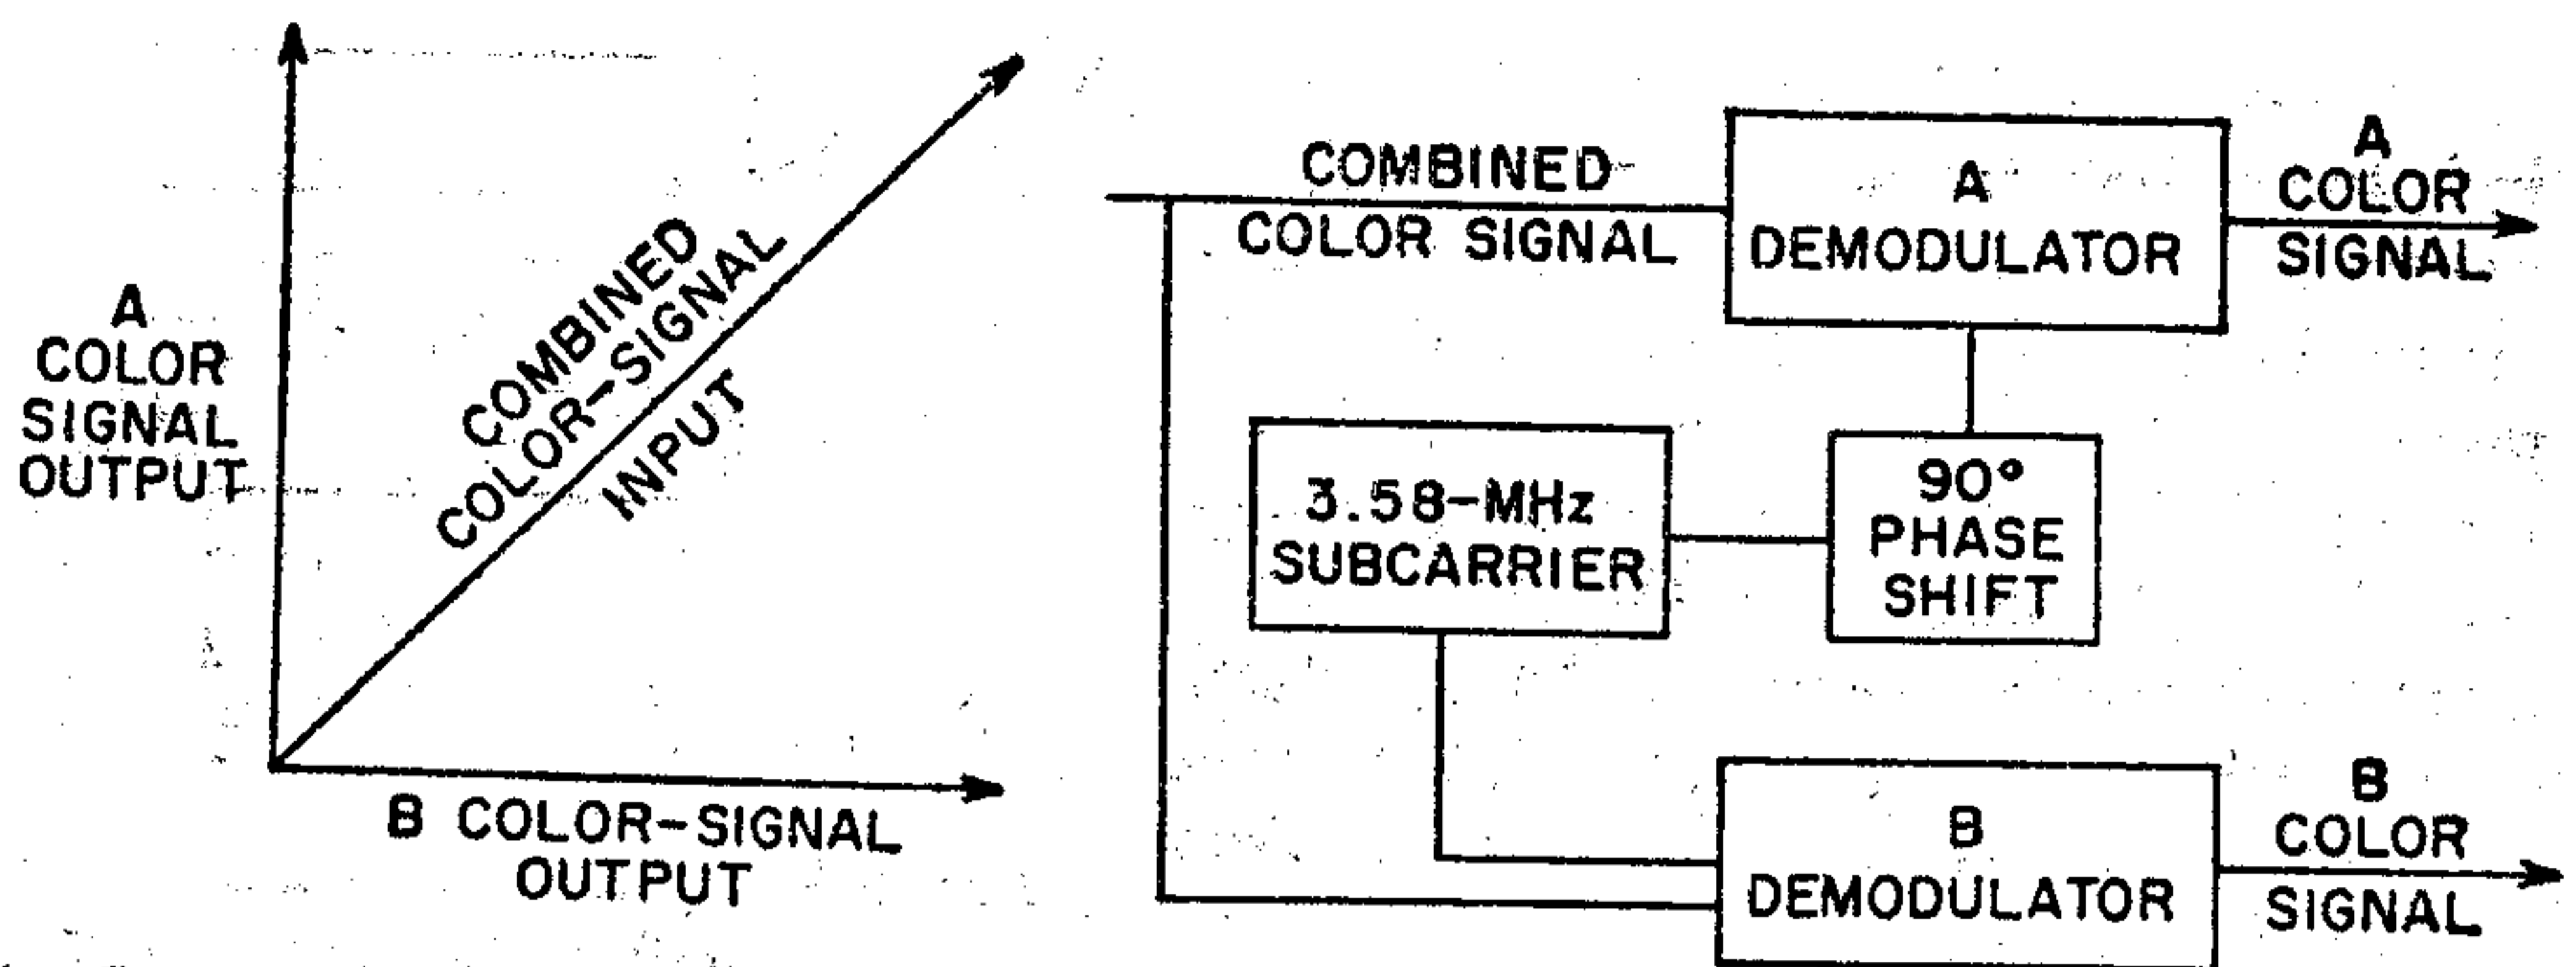 A
COLOR
SIGNAL
OUTPUT
COMBINED
COLOR-SIGNAL
INPUT
B COLOR-SIGNAL
OUTPUT
COMBINED
COLOR SIGNAL
A
DEMODULATOR
A
COLOR
SIGNAL
3.58-MHz
SUBCARRIER
90°
PHASE
SHIFT
B
DEMODULATOR
B
COLOR
SIGNAL